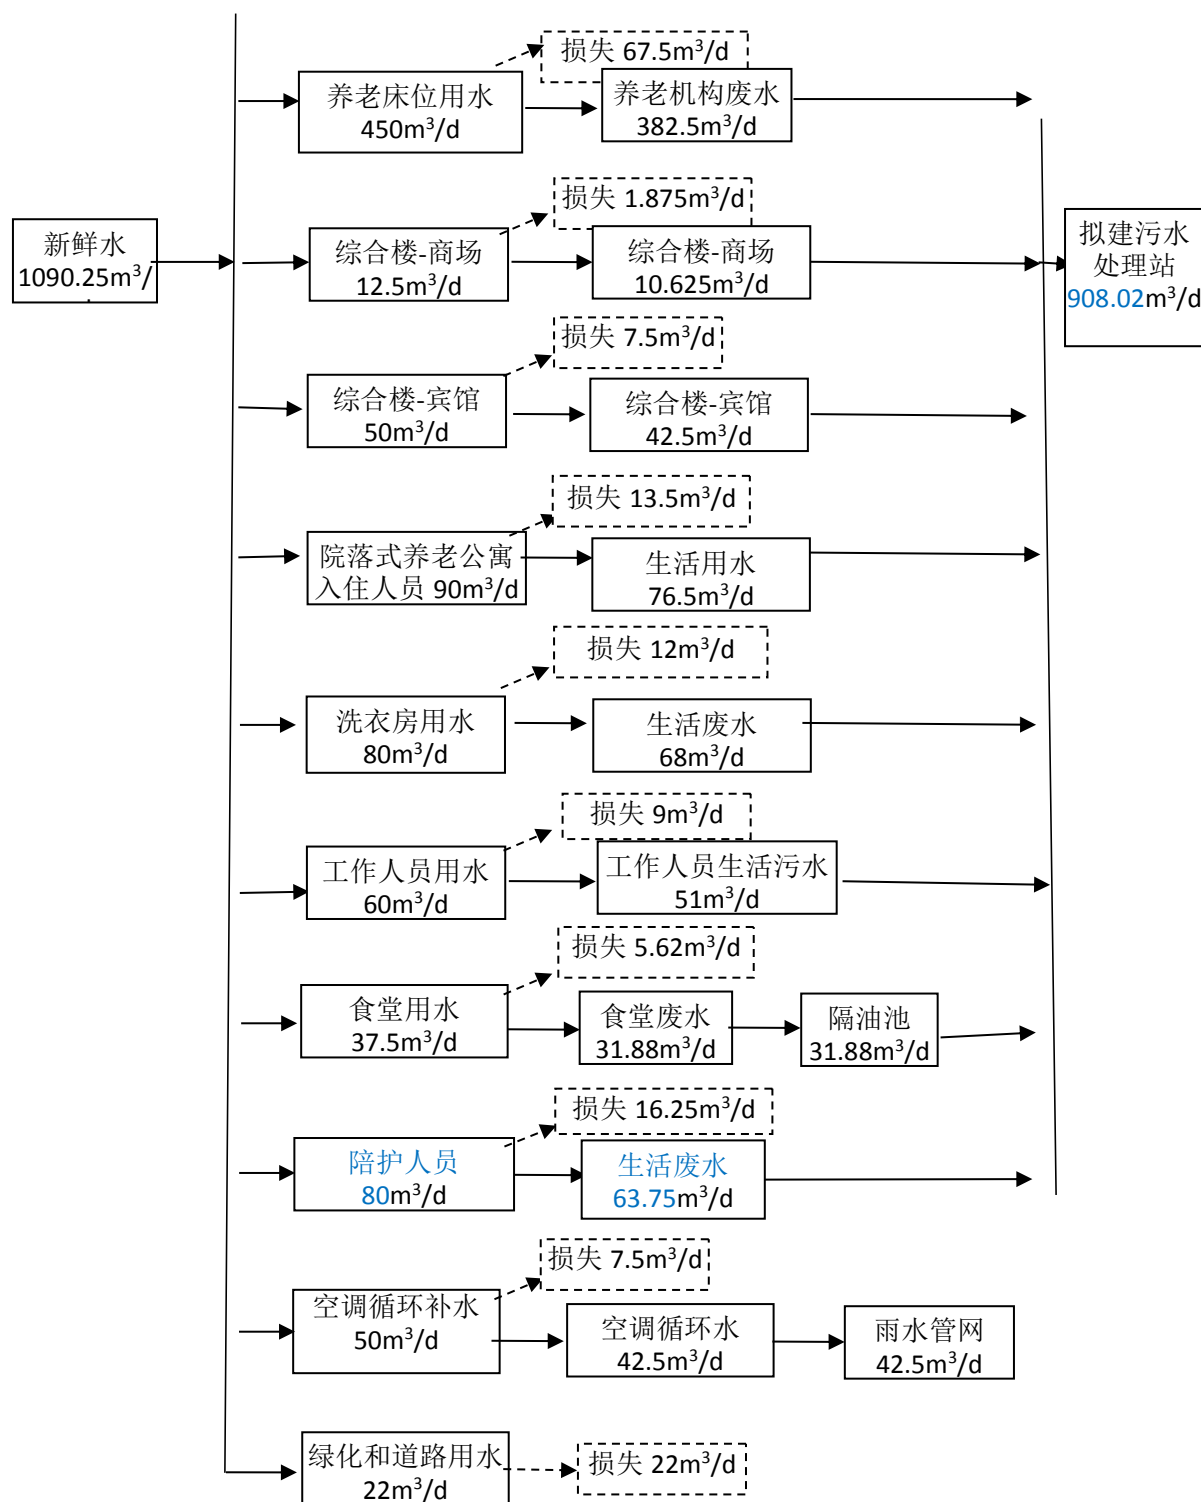 损失 67.5m³/d
养老床位用水
450m³/d
养老机构废水
382.5m³/d
损失 1.875m³/d
新鲜水
1090.25m³/
综合楼-商场
12.5m³/d
综合楼-商场
10.625m³/d
拟建污水
处理站
908.02m³/d
损失 7.5m³/d
综合楼-宾馆
50m³/d
综合楼-宾馆
42.5m³/d
损失 13.5m³/d
院落式养老公寓
入住人员 90m³/d
生活用水
76.5m³/d
损失 12m³/d
洗衣房用水
80m³/d
生活废水
68m³/d
损失 9m³/d
工作人员用水
60m³/d
工作人员生活污水
51m³/d
损失 5.62m³/d
食堂用水
37.5m³/d
食堂废水
31.88m³/d
隔油池
31.88m³/d
损失 16.25m³/d
陪护人员
80m³/d
生活废水
63.75m³/d
损失 7.5m³/d
空调循环补水
50m³/d
空调循环水
42.5m³/d
雨水管网
42.5m³/d
绿化和道路用水
22m³/d
损失 22m³/d